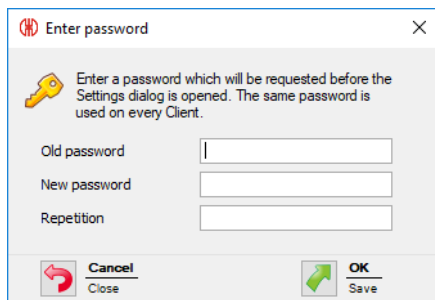 Enter password
Enter a password which will be requested before the
Settings dialog is opened. The same password is
used on every Client.
Old password
New password
Repetition
Cancel
Close
OK
Save